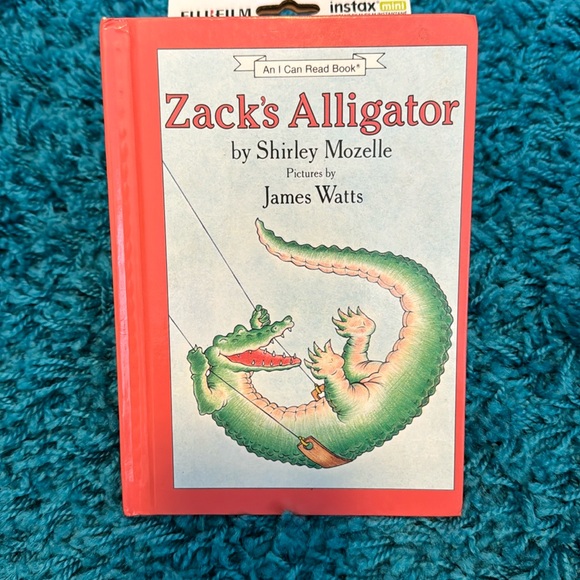 FUJIFILM instax mini
An I Can Read Book®
Zack's Alligator
by Shirley Mozelle
Pictures by
James Watts